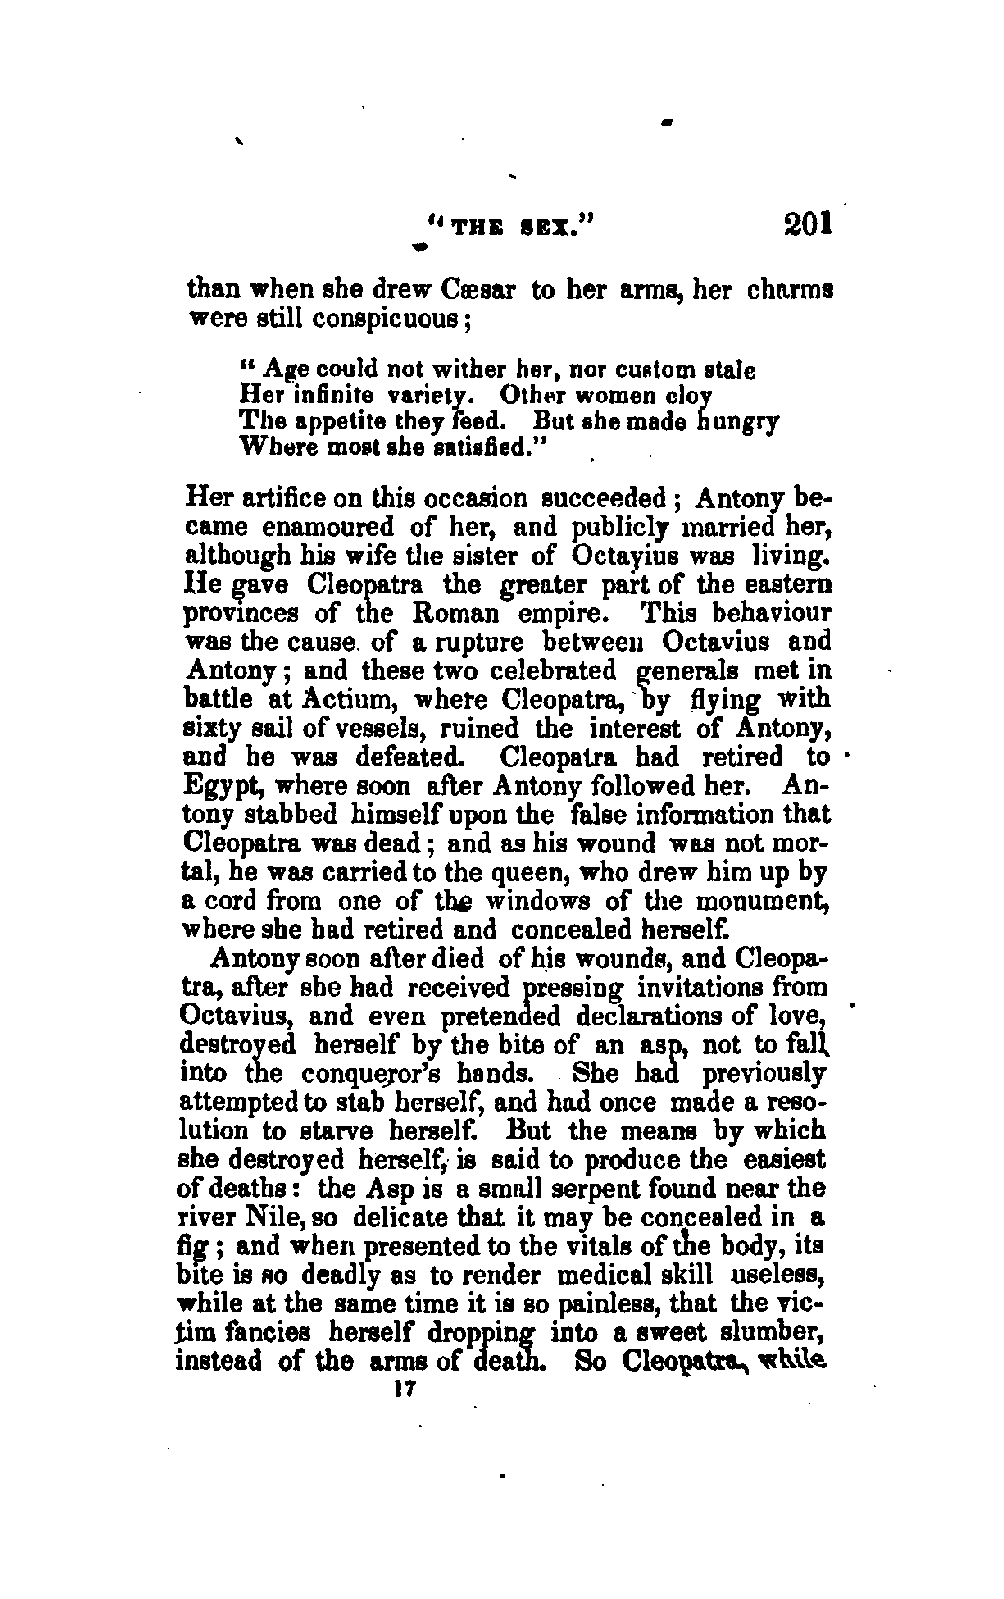 "THE SEX." 201
than when she drew Cæsar to her arms, her charms
were still conspicuous;
" Age could not wither her, nor custom stale
Her infinite variety. Other women cloy
The appetite they feed. But she made hungry
Where most she satisfied."
Her artifice on this occasion succeeded; Antony be-
came enamoured of her, and publicly married her,
although his wife the sister of Octavius was living.
He gave Cleopatra the greater part of the eastern
provinces of the Roman empire. This behaviour
was the cause of a rupture between Octavius and
Antony; and these two celebrated generals met in
battle at Actium, where Cleopatra, by flying with
sixty sail of vessels, ruined the interest of Antony,
and he was defeated. Cleopatra had retired to
Egypt, where soon after Antony followed her. An-
tony stabbed himself upon the false information that
Cleopatra was dead; and as his wound was not mor-
tal, he was carried to the queen, who drew him up by
a cord from one of the windows of the monument,
where she had retired and concealed herself.
Antony soon after died of his wounds, and Cleopa-
tra, after she had received pressing invitations from
Octavius, and even pretended declarations of love,
destroyed herself by the bite of an asp, not to fall
into the conqueror's hands. She had previously
attempted to stab herself, and had once made a reso-
lution to starve herself. But the means by which
she destroyed herself, is said to produce the easiest
of deaths: the Asp is a small serpent found near the
river Nile, so delicate that it may be concealed in a
fig; and when presented to the vitals of the body, its
bite is so deadly as to render medical skill useless,
while at the same time it is so painless, that the vic-
tim fancies herself dropping into a sweet slumber,
instead of the arms of death. So Cleopatra, while
17